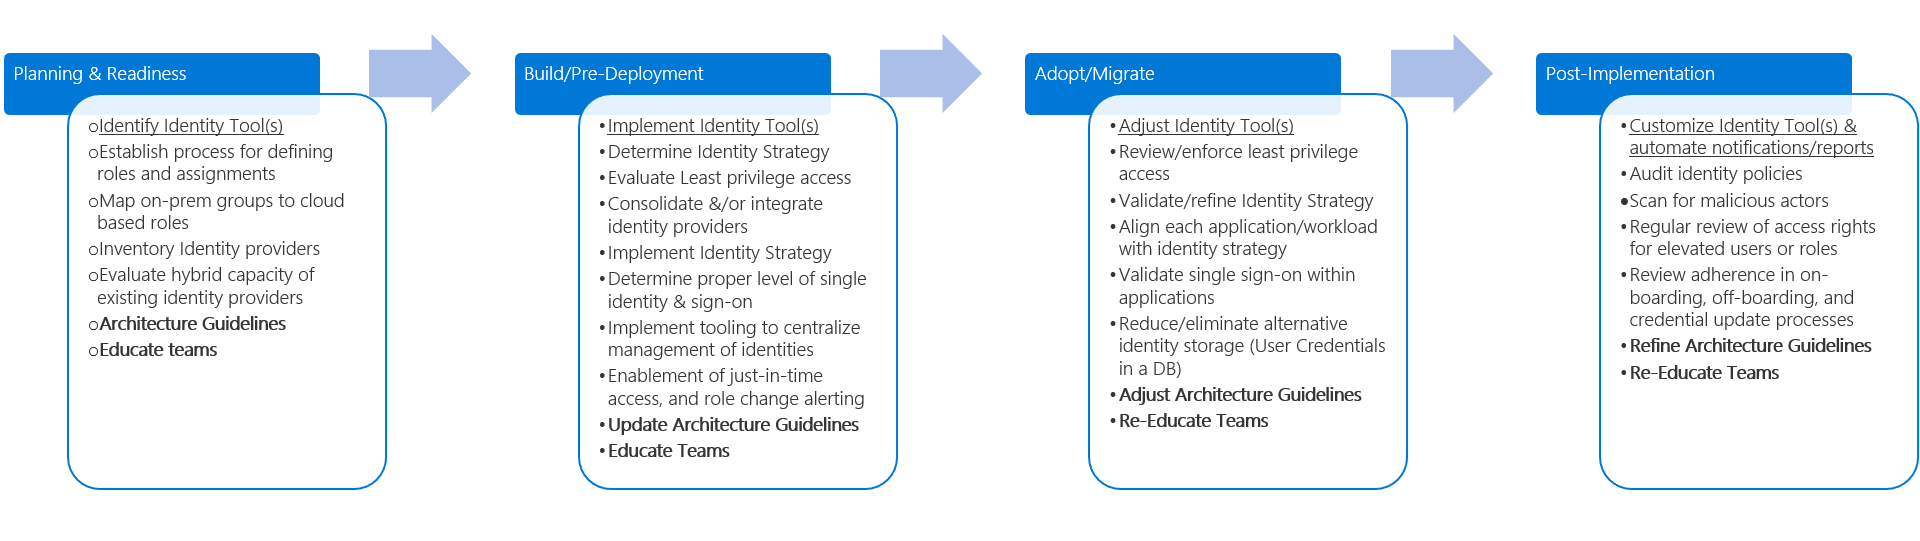 Planning & Readiness
oIdentify Identity Tool(s)
oEstablish process for defining
roles and assignments
oMap on-prem groups to cloud
based roles
oInventory Identity providers
oEvaluate hybrid capacity of
existing identity providers
oArchitecture Guidelines
oEducate teams
Build/Pre-Deployment
•Implement Identity Tool(s)
•Determine Identity Strategy
•Evaluate Least privilege access
•Consolidate &/or integrate
identity providers
•Implement Identity Strategy
•Determine proper level of single
identity & sign-on
•Implement tooling to centralize
management of identities
•Enablement of just-in-time
access, and role change alerting
•Update Architecture Guidelines
•Educate Teams
Adopt/Migrate
•Adjust Identity Tool(s)
•Review/enforce least privilege
access
•Validate/refine Identity Strategy
•Align each application/workload
with identity strategy
•Validate single sign-on within
applications
•Reduce/eliminate alternative
identity storage (User Credentials
in a DB)
•Adjust Architecture Guidelines
•Re-Educate Teams
Post-Implementation
•Customize Identity Tool(s) &
automate notifications/reports
•Audit identity policies
•Scan for malicious actors
•Regular review of access rights
for elevated users or roles
•Review adherence in on-
boarding, off-boarding, and
credential update processes
•Refine Architecture Guidelines
•Re-Educate Teams